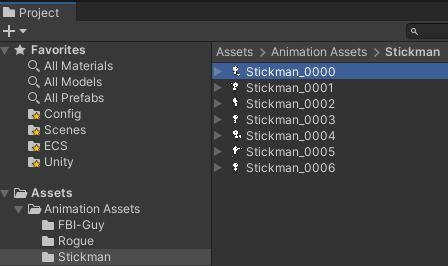 Project
Assets > Animation Assets > Stickman
Favorites
All Materials
All Models
All Prefabs
Config
Scenes
ECS
Unity
Assets
Animation Assets
FBI-Guy
Rogue
Stickman
Stickman_0000
Stickman_0001
Stickman_0002
Stickman_0003
Stickman_0004
Stickman_0005
Stickman_0006